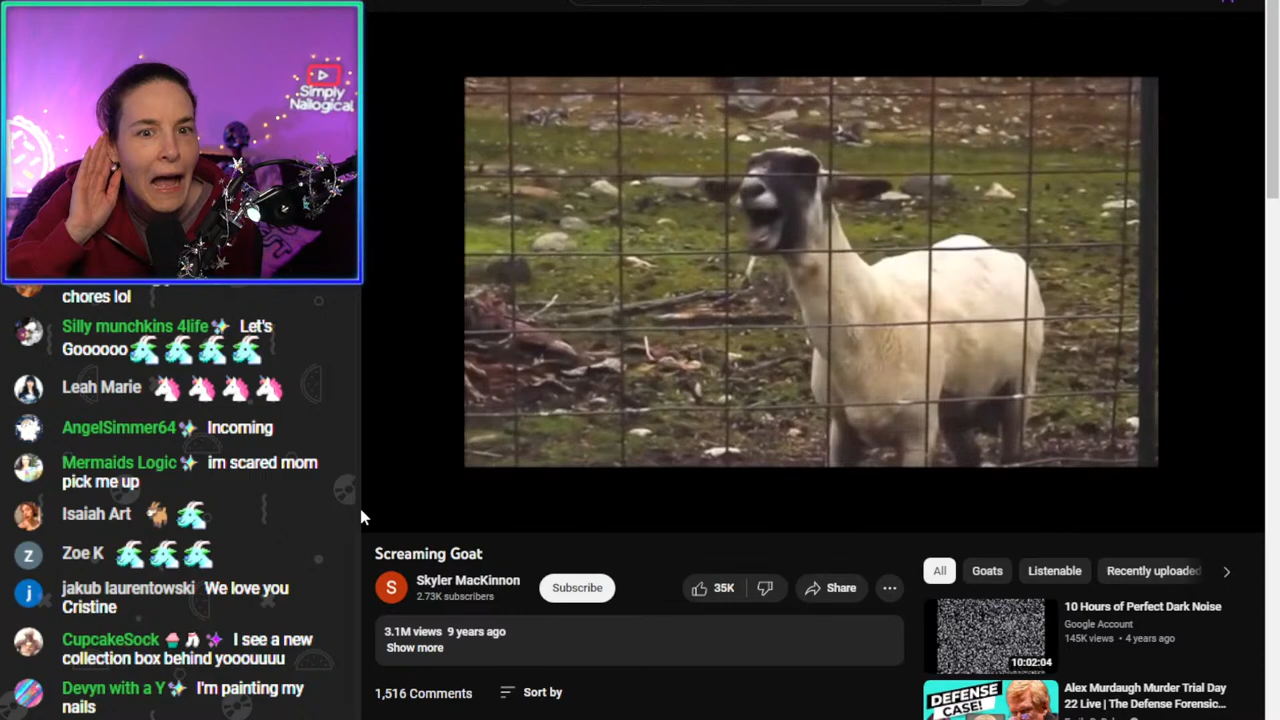 Simply
Nailogical
chores lol
Silly munchkins 4life Let's
Goooooo
Leah Marie
AngelSimmer64 Incoming
Mermaids Logic im scared mom
pick me up
Isaiah Art
Z Zoe K
j jakub laurentowski We love you
Cristine
CupcakeSock I see a new
collection box behind yooouuuu
Devyn with a Y I'm painting my
nails
Screaming Goat
S Skyler MacKinnon
2.73K subscribers
Subscribe
35K
Share
3.1M views 9 years ago
Show more
1,516 Comments
Sort by
All Goats Listenable Recently uploaded
10 Hours of Perfect Dark Noise
Google Account
145K views • 4 years ago
10:02:04
DEFENSE
CASE!
Alex Murdaugh Murder Trial Day
22 Live | The Defense Forensic...